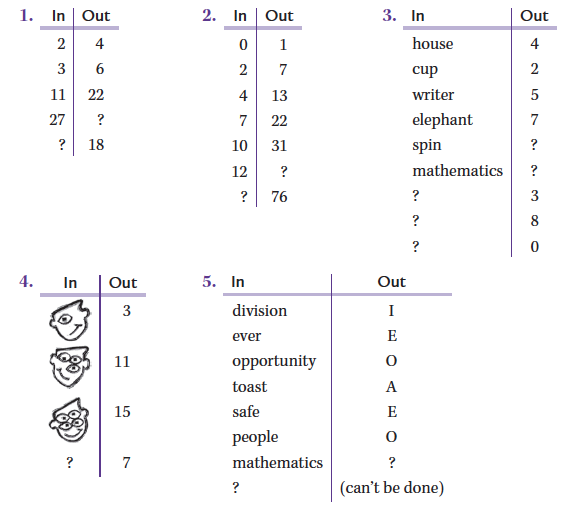 1. In Out
2 4
3 6
11 22
27 ?
? 18
2. In Out
0 1
2 7
4 13
7 22
10 31
12 ?
? 76
3. In Out
house 4
cup 2
writer 5
elephant 7
spin ?
mathematics ?
? 3
? 8
? 0
4. In Out
3
11
15
? 7
5. In Out
division I
ever E
opportunity O
toast A
safe E
people O
mathematics ?
? (can't be done)